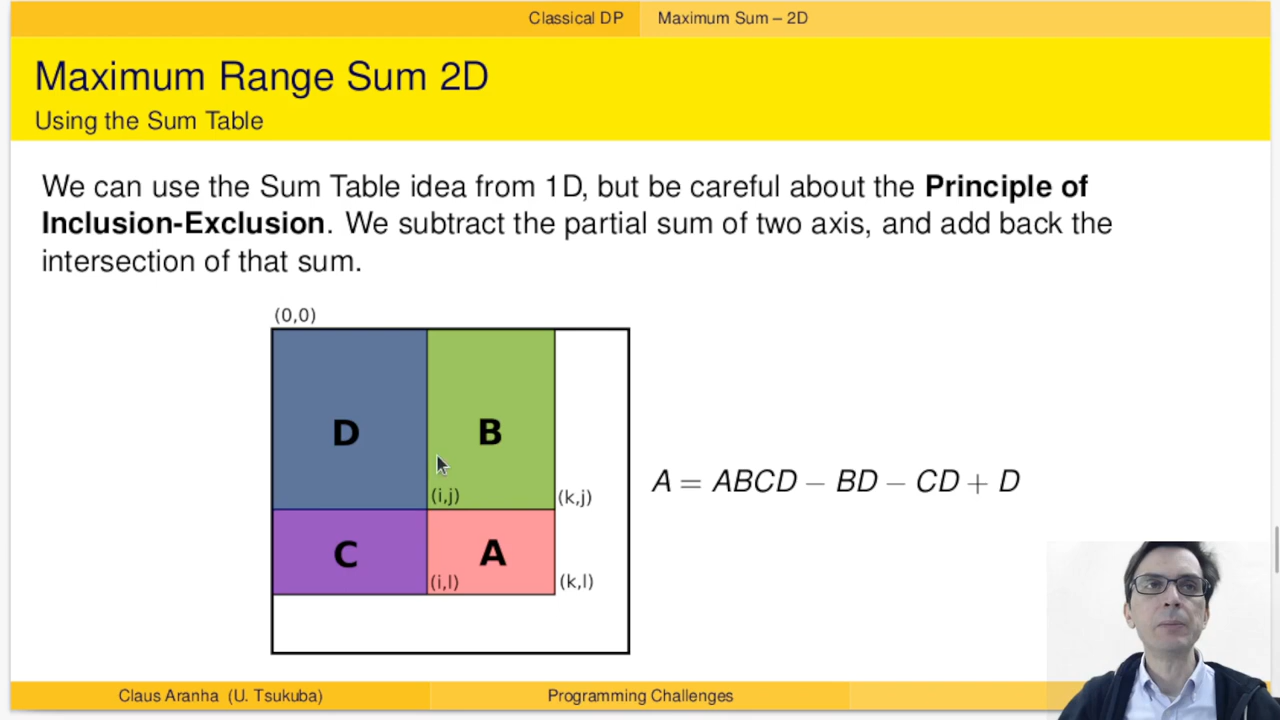 Classical DP Maximum Sum – 2D
Maximum Range Sum 2D
Using the Sum Table
We can use the Sum Table idea from 1D, but be careful about the Principle of
Inclusion-Exclusion. We subtract the partial sum of two axis, and add back the
intersection of that sum.
(0,0)
D B
(i,j) (k,j)
A = ABCD − BD − CD + D
C A
(i,l) (k,l)
Claus Aranha (U. Tsukuba) Programming Challenges